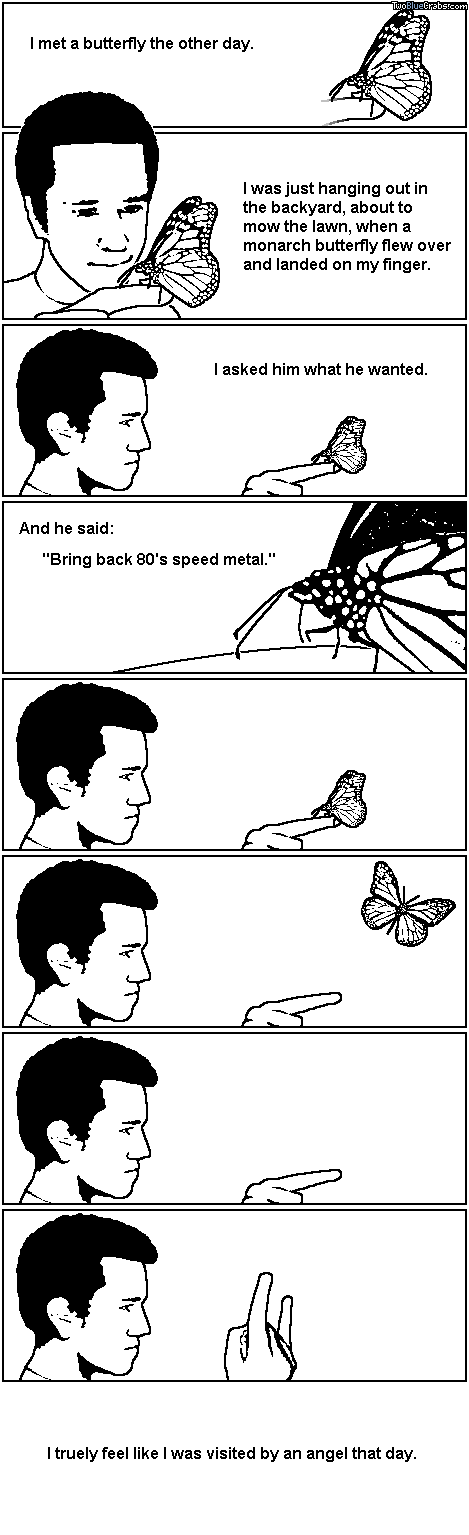 TwoBlueCrabs.com
I met a butterfly the other day.
I was just hanging out in
the backyard, about to
mow the lawn, when a
monarch butterfly flew over
and landed on my finger.
I asked him what he wanted.
And he said:
"Bring back 80's speed metal."
I truely feel like I was visited by an angel that day.